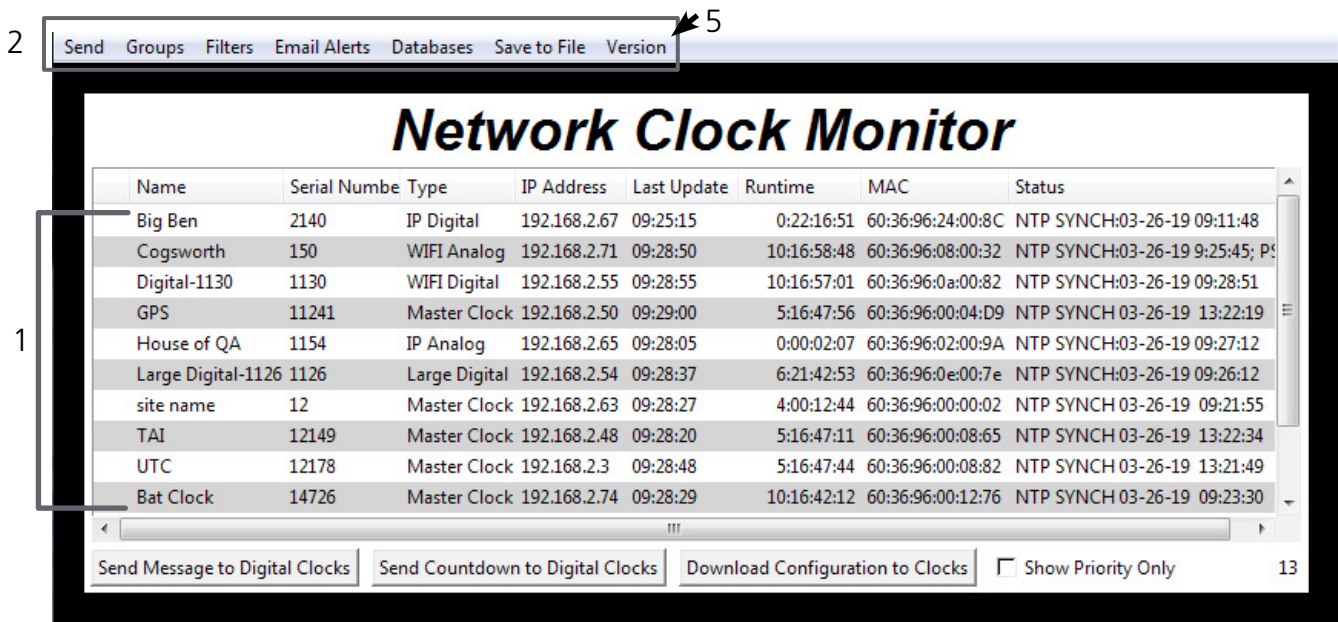 5
2
Send Groups Filters Email Alerts Databases Save to File Version
Network Clock Monitor
Name Serial Numbe Type IP Address Last Update Runtime MAC Status
Big Ben 2140 IP Digital 192.168.2.67 09:25:15 0:22:16:51 60:36:96:24:00:8C NTP SYNCH:03-26-19 09:11:48
Cogsworth 150 WIFI Analog 192.168.2.71 09:28:50 10:16:58:48 60:36:96:08:00:32 NTP SYNCH:03-26-19 9:25:45; PS
Digital-1130 1130 WIFI Digital 192.168.2.55 09:28:55 10:16:57:01 60:36:96:0a:00:82 NTP SYNCH:03-26-19 09:28:51
GPS 11241 Master Clock 192.168.2.50 09:29:00 5:16:47:56 60:36:96:00:04:D9 NTP SYNCH 03-26-19 13:22:19
House of QA 1154 IP Analog 192.168.2.65 09:28:05 0:00:02:07 60:36:96:02:00:9A NTP SYNCH:03-26-19 09:27:12
1
Large Digital-1126 1126 Large Digital 192.168.2.54 09:28:37 6:21:42:53 60:36:96:0e:00:7e NTP SYNCH:03-26-19 09:26:12
site name 12 Master Clock 192.168.2.63 09:28:27 4:00:12:44 60:36:96:00:00:02 NTP SYNCH 03-26-19 09:21:55
TAI 12149 Master Clock 192.168.2.48 09:28:20 5:16:47:11 60:36:96:00:08:65 NTP SYNCH 03-26-19 13:22:34
UTC 12178 Master Clock 192.168.2.3 09:28:48 5:16:47:44 60:36:96:00:08:82 NTP SYNCH 03-26-19 13:21:49
Bat Clock 14726 Master Clock 192.168.2.74 09:28:29 10:16:42:12 60:36:96:00:12:76 NTP SYNCH 03-26-19 09:23:30
Send Message to Digital Clocks Send Countdown to Digital Clocks Download Configuration to Clocks Show Priority Only 13